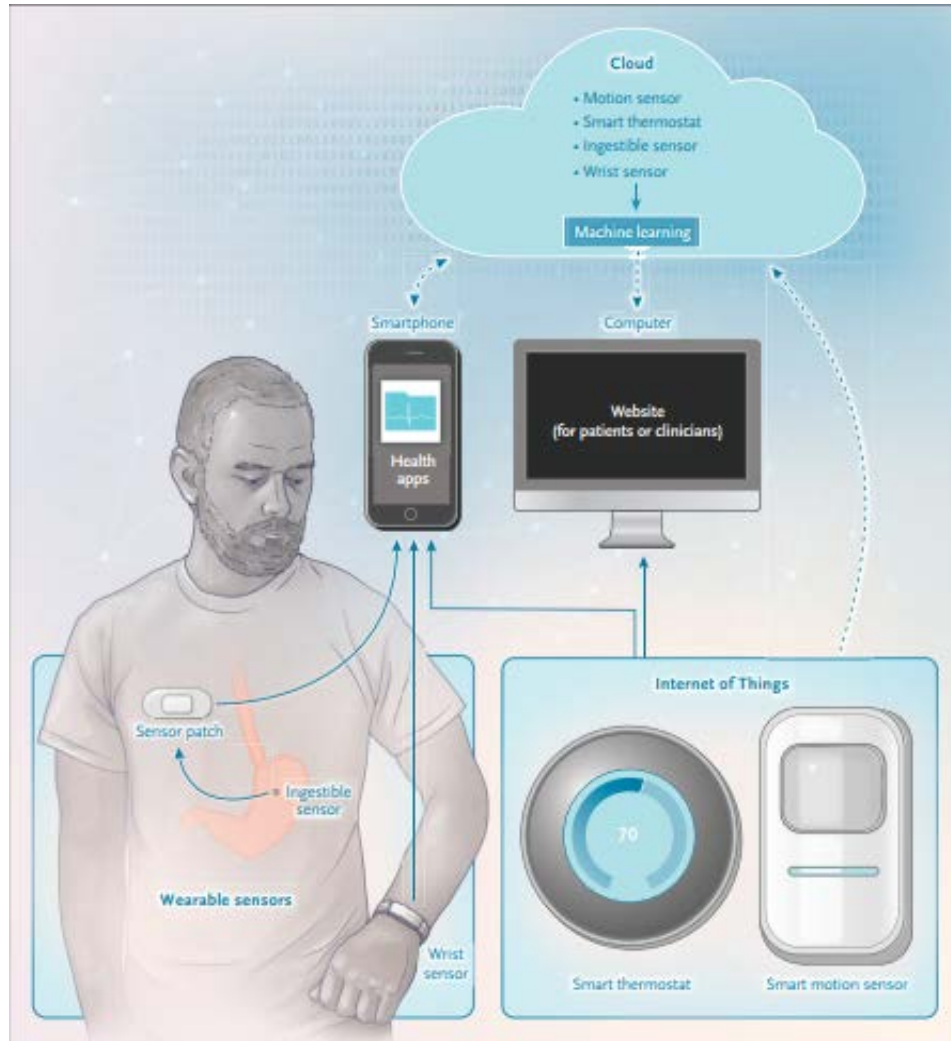 Cloud
• Motion sensor
• Smart thermostat
• Ingestible sensor
• Wrist sensor
Machine learning
Smartphone
Computer
Health
apps
Website
(for patients or clinicians)
Sensor patch
Ingestible
sensor
Wearable sensors
Wrist
sensor
Internet of Things
70
Smart thermostat
Smart motion sensor